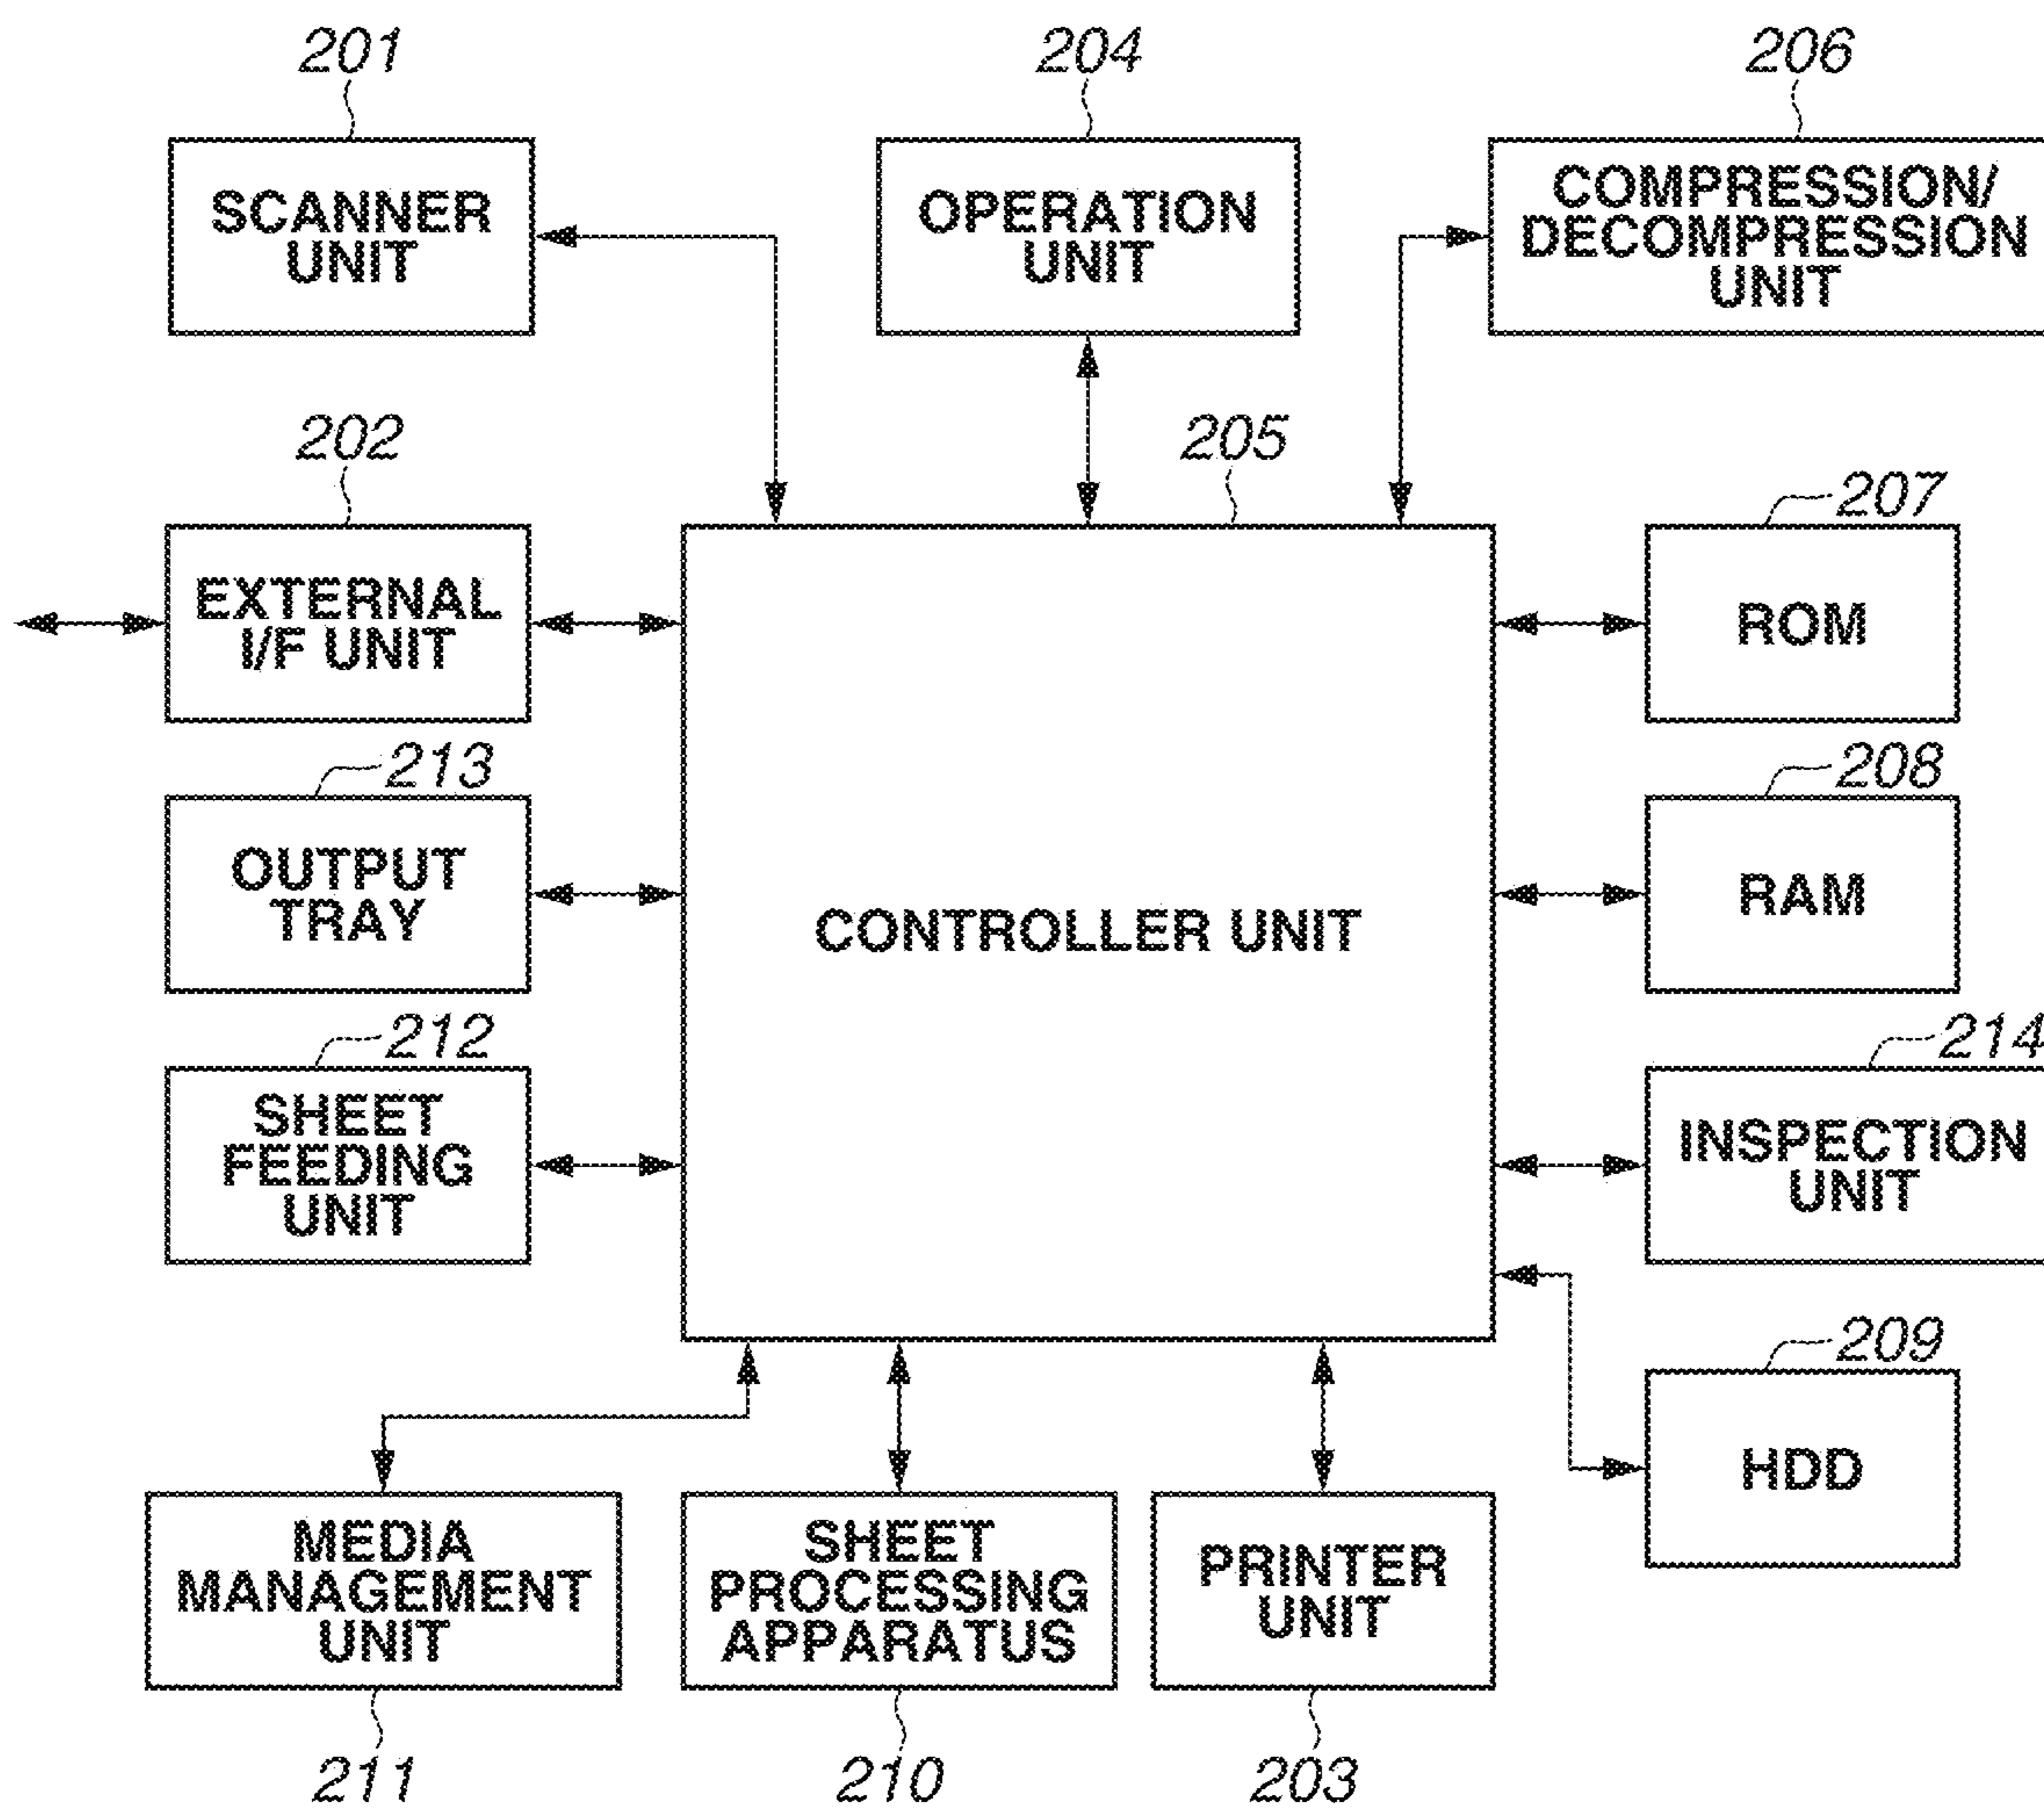 201
204
206
SCANNER
UNIT
OPERATION
UNIT
COMPRESSION/
DECOMPRESSION
UNIT
202
205
207
EXTERNAL
I/F UNIT
ROM
213
208
OUTPUT
TRAY
CONTROLLER UNIT
RAM
212
214
SHEET
FEEDING
UNIT
INSPECTION
UNIT
209
HDD
MEDIA
MANAGEMENT
UNIT
SHEET
PROCESSING
APPARATUS
PRINTER
UNIT
211
210
203